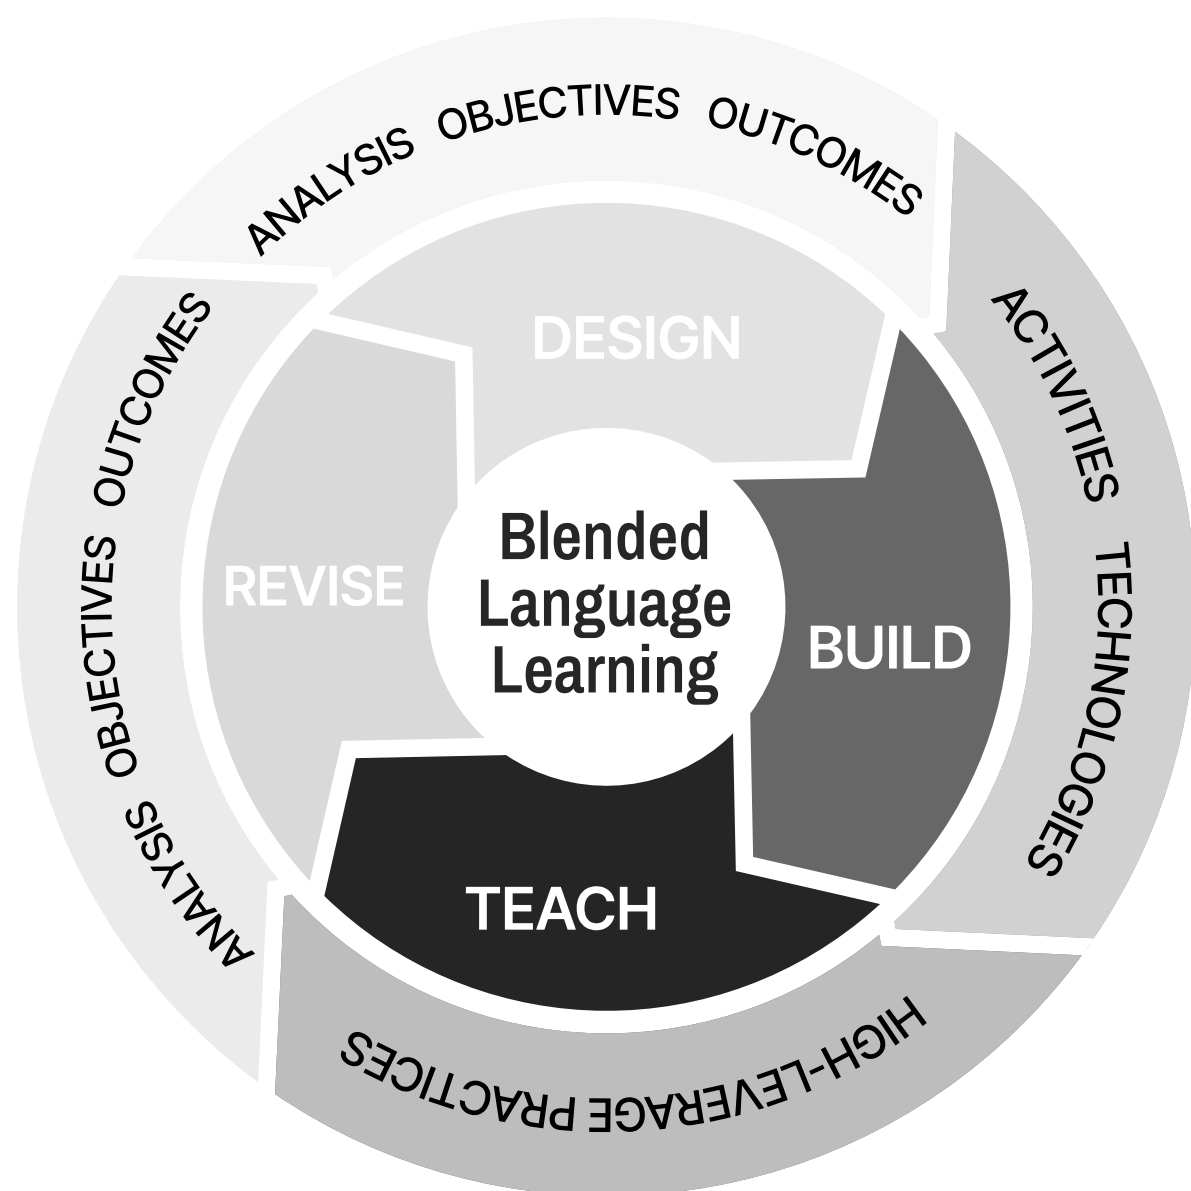 ANALYSIS OBJECTIVES OUTCOMES
ACTIVITIES TECHNOLOGIES
HIGH-LEVERAGE PRACTICES
ANALYSIS OBJECTIVES OUTCOMES
DESIGN
BUILD
TEACH
REVISE
Blended
Language
Learning